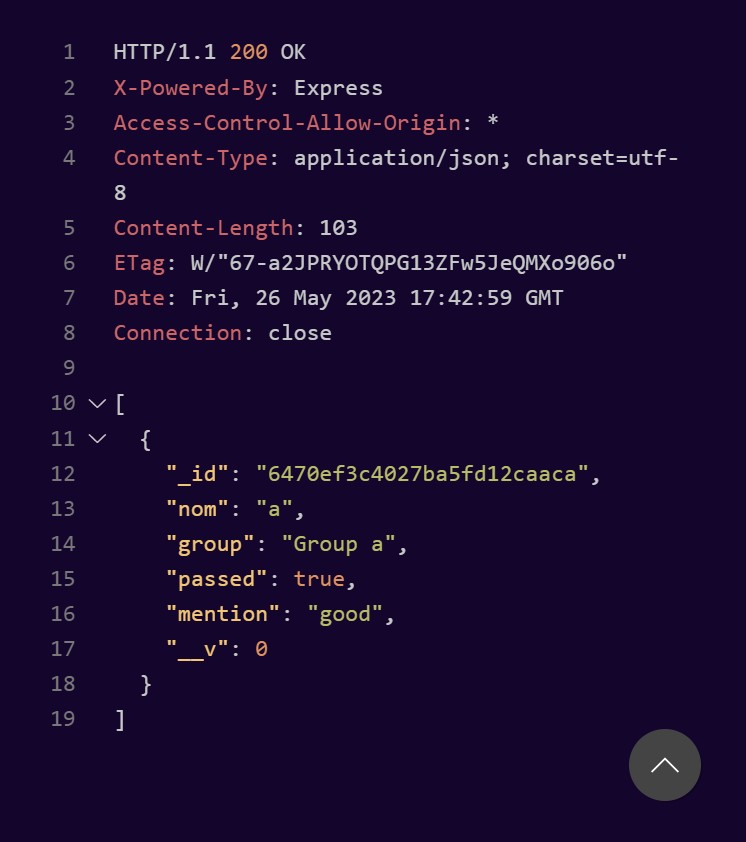 1 HTTP/1.1 200 OK
2 X-Powered-By: Express
3 Access-Control-Allow-Origin: *
4 Content-Type: application/json; charset=utf-
8
5 Content-Length: 103
6 ETag: W/"67-a2JPRYOTQPG13ZFw5JeQMXo906o"
7 Date: Fri, 26 May 2023 17:42:59 GMT
8 Connection: close
9
10 [
11 {
12 "_id": "6470ef3c4027ba5fd12caaca",
13 "nom": "a",
14 "group": "Group a",
15 "passed": true,
16 "mention": "good",
17 "__v": 0
18 }
19 ]